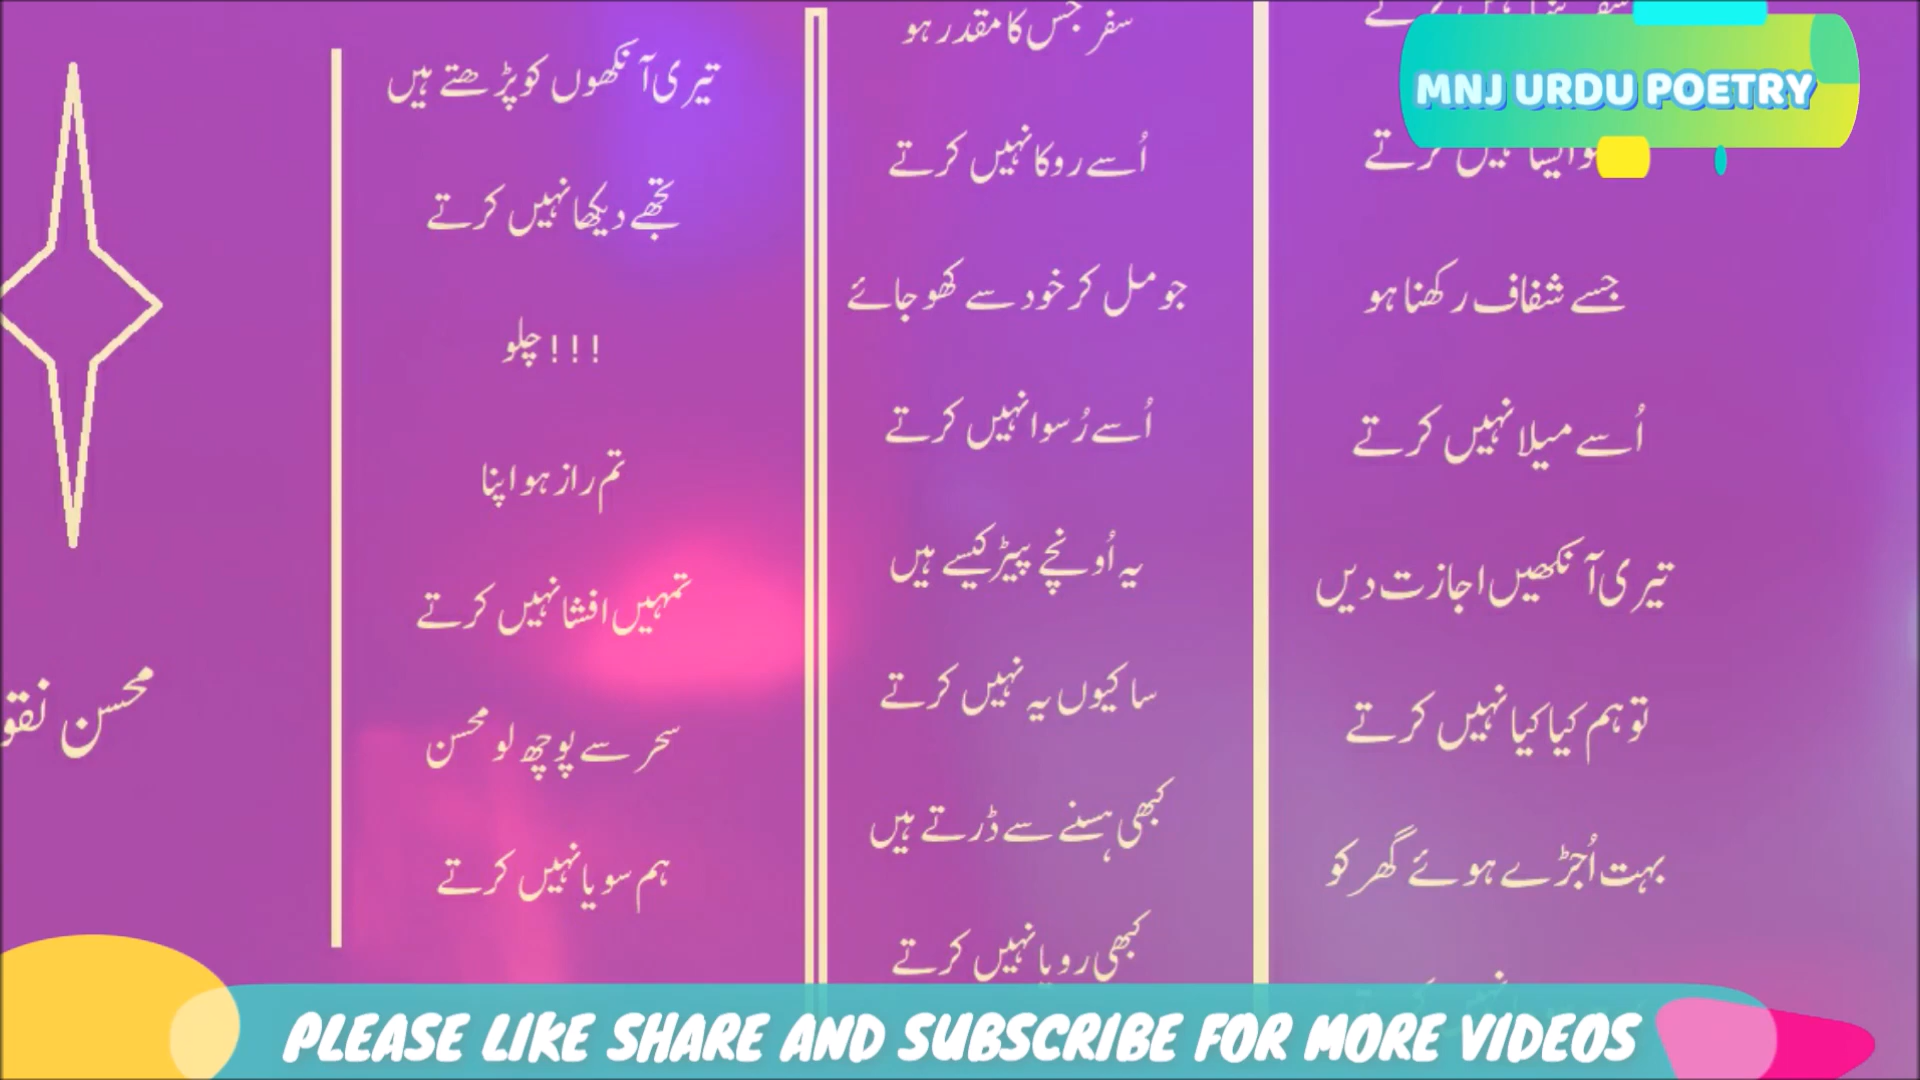 MNJ URDU POETRY
جسے شفاف رکھنا ہو
اُسے میلا نہیں کرتے
تیری آنکھیں اجازت دیں
تو ہم کیا کیا نہیں کرتے
بہت اُجڑے ہوئے گھر کو
سفر جس کا مقدر ہو
اُسے روکا نہیں کرتے
جو مل کر خود سے کھو جائے
اُسے رُسوا نہیں کرتے
یہ اُونچے پیڑ کیسے ہیں
سا کیوں یہ نہیں کرتے
کبھی ہسنے سے ڈرتے ہیں
کبھی رویا نہیں کرتے
تیری آنکھوں کو پڑھتے ہیں
تجھے دیکھا نہیں کرتے
چلو!!!
تم راز ہو اپنا
تمہیں افشا نہیں کرتے
سحر سے پوچھ لو محسن
ہم سویا نہیں کرتے
محسن نقو
PLEASE LIKE SHARE AND SUBSCRIBE FOR MORE VIDEOS